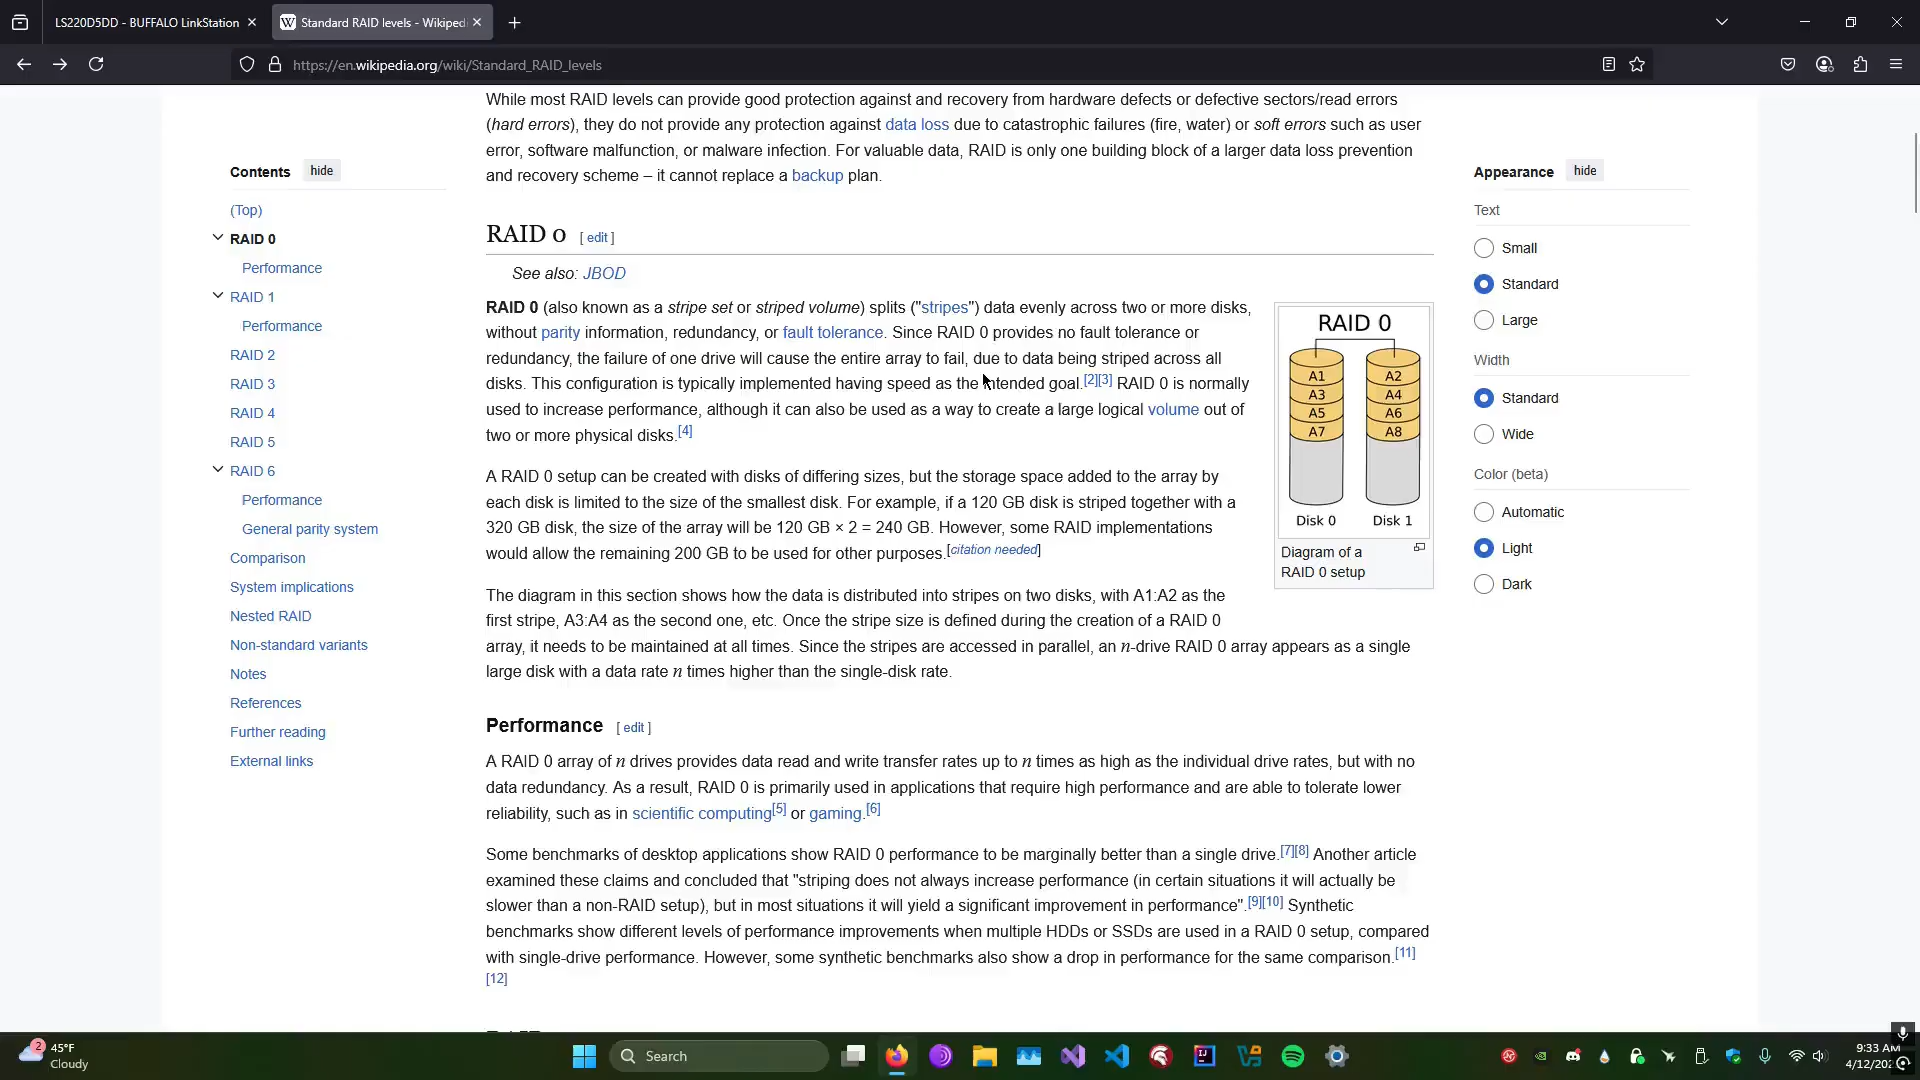 LS220D5DD - BUFFALO LinkStation
Standard RAID levels - Wikiped
https://en.wikipedia.org/wiki/Standard_RAID_levels
Contents
hide
(Top)
RAID 0
Performance
RAID 1
Performance
RAID 2
RAID 3
RAID 4
RAID 5
RAID 6
Performance
General parity system
Comparison
System implications
Nested RAID
Non-standard variants
Notes
References
Further reading
External links
While most RAID levels can provide good protection against and recovery from hardware defects or defective sectors/read errors
(hard errors), they do not provide any protection against data loss due to catastrophic failures (fire, water) or soft errors such as user
error, software malfunction, or malware infection. For valuable data, RAID is only one building block of a larger data loss prevention
and recovery scheme – it cannot replace a backup plan.
RAID 0 [ edit ]
See also: JBOD
RAID 0 (also known as a stripe set or striped volume) splits ("stripes") data evenly across two or more disks,
without parity information, redundancy, or fault tolerance. Since RAID 0 provides no fault tolerance or
redundancy, the failure of one drive will cause the entire array to fail, due to data being striped across all
disks. This configuration is typically implemented having speed as the intended goal.[2][3] RAID 0 is normally
used to increase performance, although it can also be used as a way to create a large logical volume out of
two or more physical disks.[4]
A RAID 0 setup can be created with disks of differing sizes, but the storage space added to the array by
each disk is limited to the size of the smallest disk. For example, if a 120 GB disk is striped together with a
320 GB disk, the size of the array will be 120 GB × 2 = 240 GB. However, some RAID implementations
would allow the remaining 200 GB to be used for other purposes.[citation needed]
The diagram in this section shows how the data is distributed into stripes on two disks, with A1:A2 as the
first stripe, A3:A4 as the second one, etc. Once the stripe size is defined during the creation of a RAID 0
array, it needs to be maintained at all times. Since the stripes are accessed in parallel, an n-drive RAID 0 array appears as a single
large disk with a data rate n times higher than the single-disk rate.
RAID 0
A1 A2
A3 A4
A5 A6
A7 A8
Disk 0 Disk 1
Diagram of a
RAID 0 setup
Performance [ edit ]
A RAID 0 array of n drives provides data read and write transfer rates up to n times as high as the individual drive rates, but with no
data redundancy. As a result, RAID 0 is primarily used in applications that require high performance and are able to tolerate lower
reliability, such as in scientific computing[5] or gaming.[6]
Some benchmarks of desktop applications show RAID 0 performance to be marginally better than a single drive.[7][8] Another article
examined these claims and concluded that "striping does not always increase performance (in certain situations it will actually be
slower than a non-RAID setup), but in most situations it will yield a significant improvement in performance".[9][10] Synthetic
benchmarks show different levels of performance improvements when multiple HDDs or SSDs are used in a RAID 0 setup, compared
with single-drive performance. However, some synthetic benchmarks also show a drop in performance for the same comparison.[11]
[12]
Appearance
hide
Text
Small
Standard
Large
Width
Standard
Wide
Color (beta)
Automatic
Light
Dark
2
45°F
Cloudy
Search
9:33 AM
4/12/202